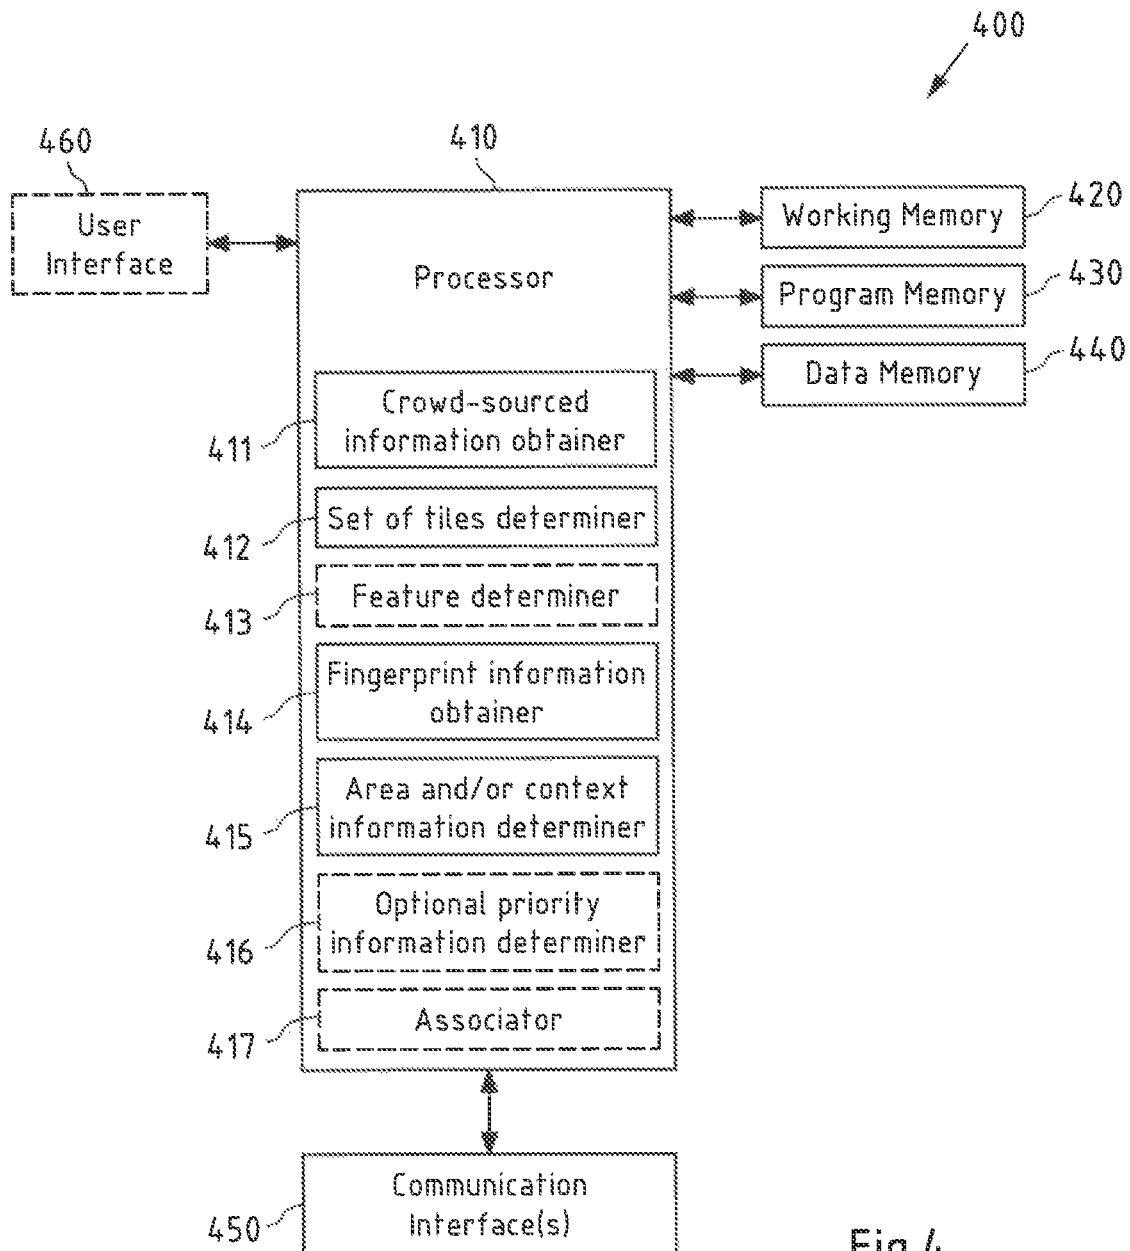 400
460
410
User
Interface
Processor
Working Memory
420
Program Memory
430
Data Memory
440
Crowd-sourced
information obtainer
411
Set of tiles determiner
412
Feature determiner
413
Fingerprint information
obtainer
414
Area and/or context
information determiner
415
Optional priority
information determiner
416
Associator
417
Communication
Interface(s)
450
Fig.4